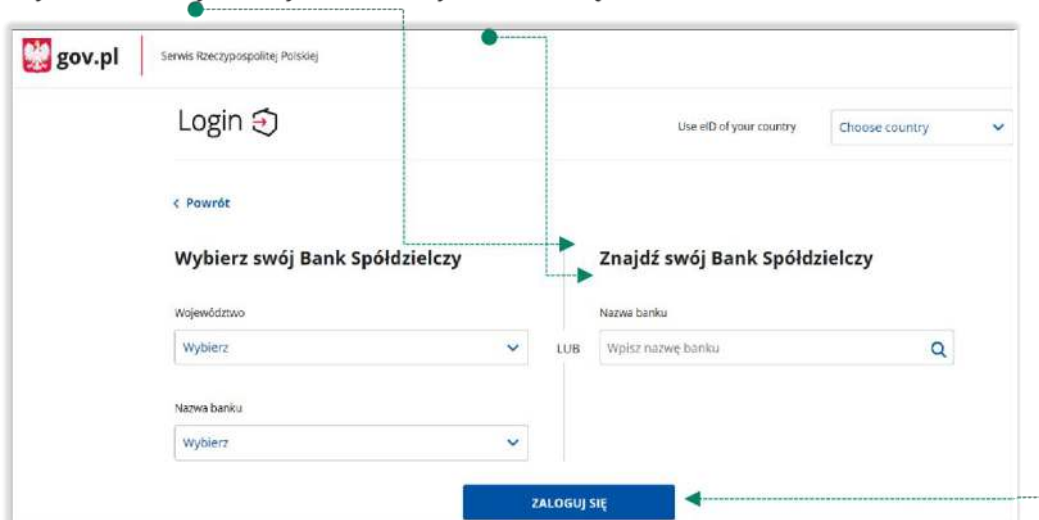 gov.pl
Serwis Rzeczypospolitej Polskiej
Login
Use eID of your country
Choose country
Powrót
Wybierz swój Bank Spółdzielczy
Województwo
Wybierz
Nazwa banku
Wybierz
LUB
Znajdź swój Bank Spółdzielczy
Nazwa banku
Wpisz nazwę banku
ZALOGUJ SIĘ